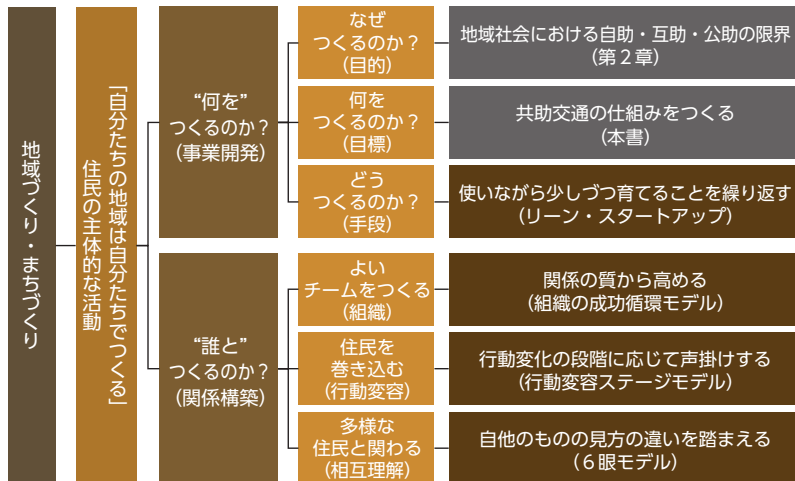 地域づくり・まちづくり
「自分たちの地域は自分たちでつくる」
住民の主体的な活動
“何を”
つくるのか？
（事業開発）
なぜ
つくるのか？
（目的）
地域社会における自助・互助・公助の限界
（第２章）
何を
つくるのか？
（目標）
共助交通の仕組みをつくる
（本書）
どう
つくるのか？
（手段）
使いながら少しづつ育てることを繰り返す
（リーン・スタートアップ）
“誰と”
つくるのか？
（関係構築）
よい
チームをつくる
（組織）
関係の質から高める
（組織の成功循環モデル）
住民を
巻き込む
（行動変容）
行動変化の段階に応じて声掛けする
（行動変容ステージモデル）
多様な
住民と関わる
（相互理解）
自他のものの見方の違いを踏まえる
（６眼モデル）